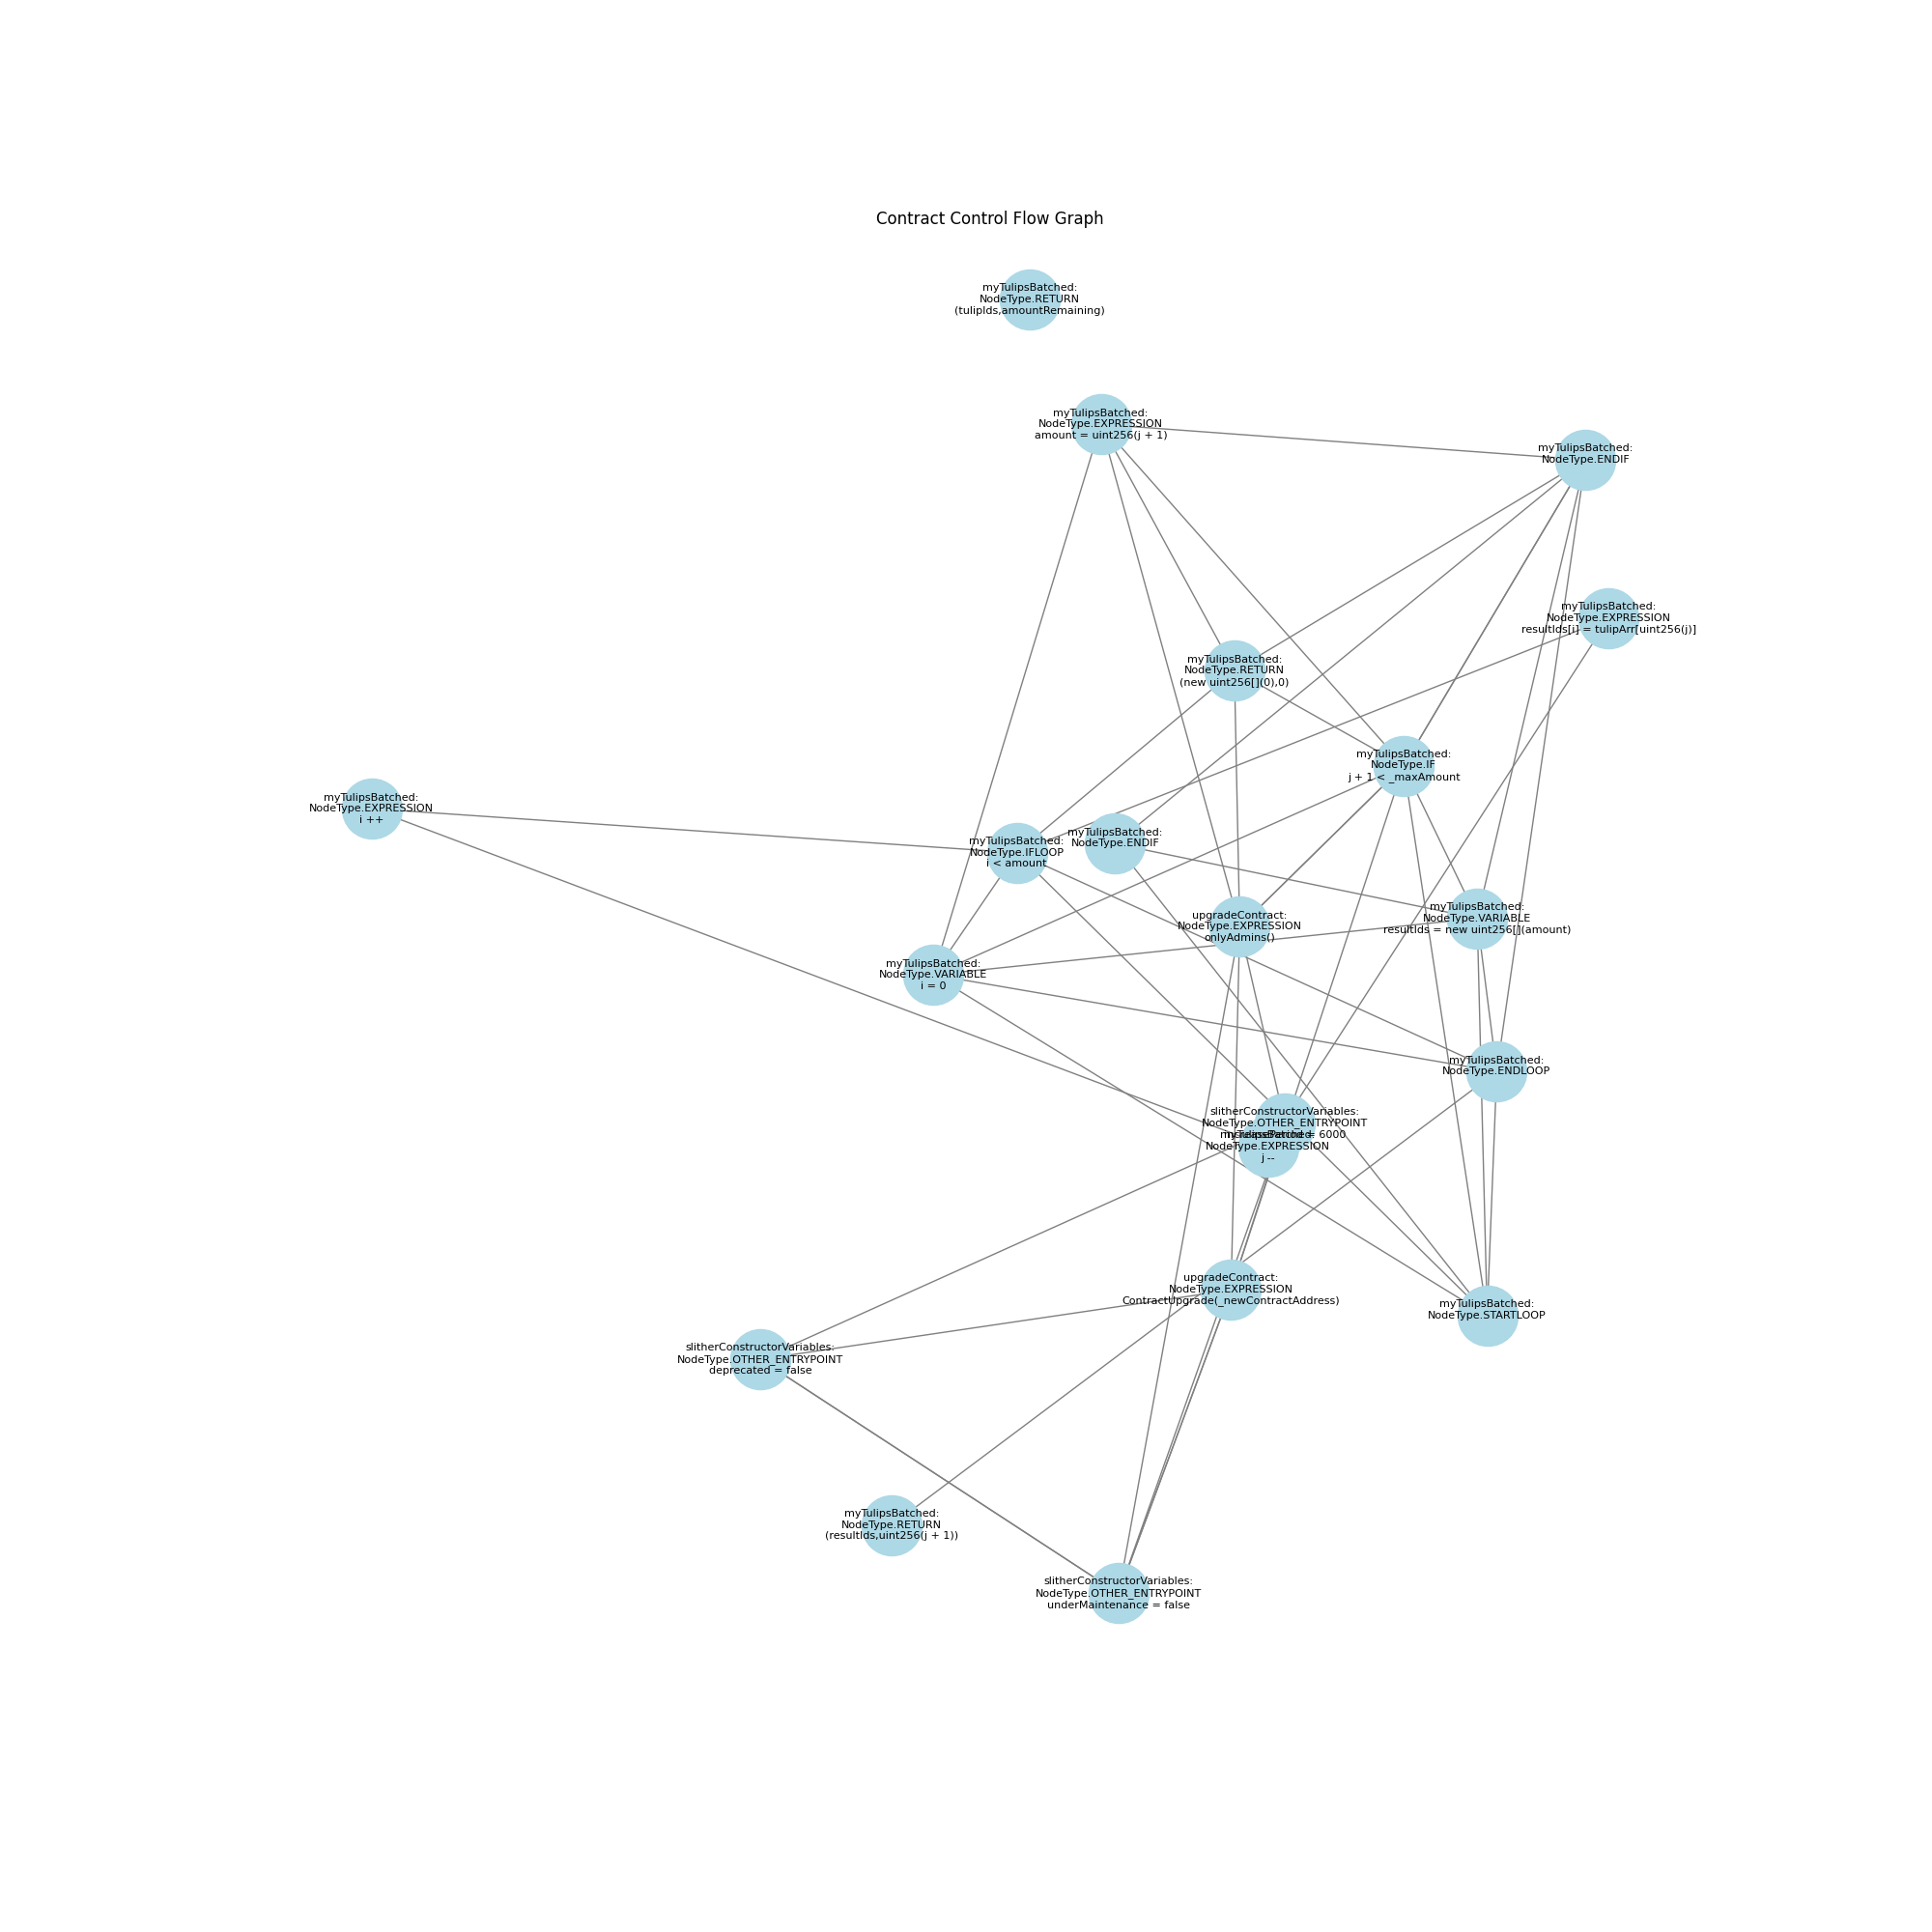 Contract Control Flow Graph
myTulipsBatched:
NodeType.RETURN
(tulipIds,amountRemaining)
myTulipsBatched:
NodeType.EXPRESSION
amount = uint256(j + 1)
myTulipsBatched:
NodeType.ENDIF
myTulipsBatched:
NodeType.EXPRESSION
resultIds[i] = tulipArr[uint256(j)]
myTulipsBatched:
NodeType.RETURN
(new uint256[](0),0)
myTulipsBatched:
NodeType.IF
j + 1 < _maxAmount
myTulipsBatched:
NodeType.EXPRESSION
i ++
myTulipsBatched:
NodeType.IFLOOP
i < amount
myTulipsBatched:
NodeType.ENDIF
upgradeContract:
NodeType.EXPRESSION
onlyAdmins()
myTulipsBatched:
NodeType.VARIABLE
resultIds = new uint256[](amount)
myTulipsBatched:
NodeType.VARIABLE
i = 0
myTulipsBatched:
NodeType.ENDLOOP
slitherConstructorVariables:
NodeType.OTHER_ENTRYPOINT
= 6000
myTulipsBatched:
NodeType.EXPRESSION
j --
upgradeContract:
NodeType.EXPRESSION
ContractUpgrade(_newContractAddress)
myTulipsBatched:
NodeType.STARTLOOP
slitherConstructorVariables:
NodeType.OTHER_ENTRYPOINT
deprecated = false
myTulipsBatched:
NodeType.RETURN
(resultIds,uint256(j + 1))
slitherConstructorVariables:
NodeType.OTHER_ENTRYPOINT
underMaintenance = false